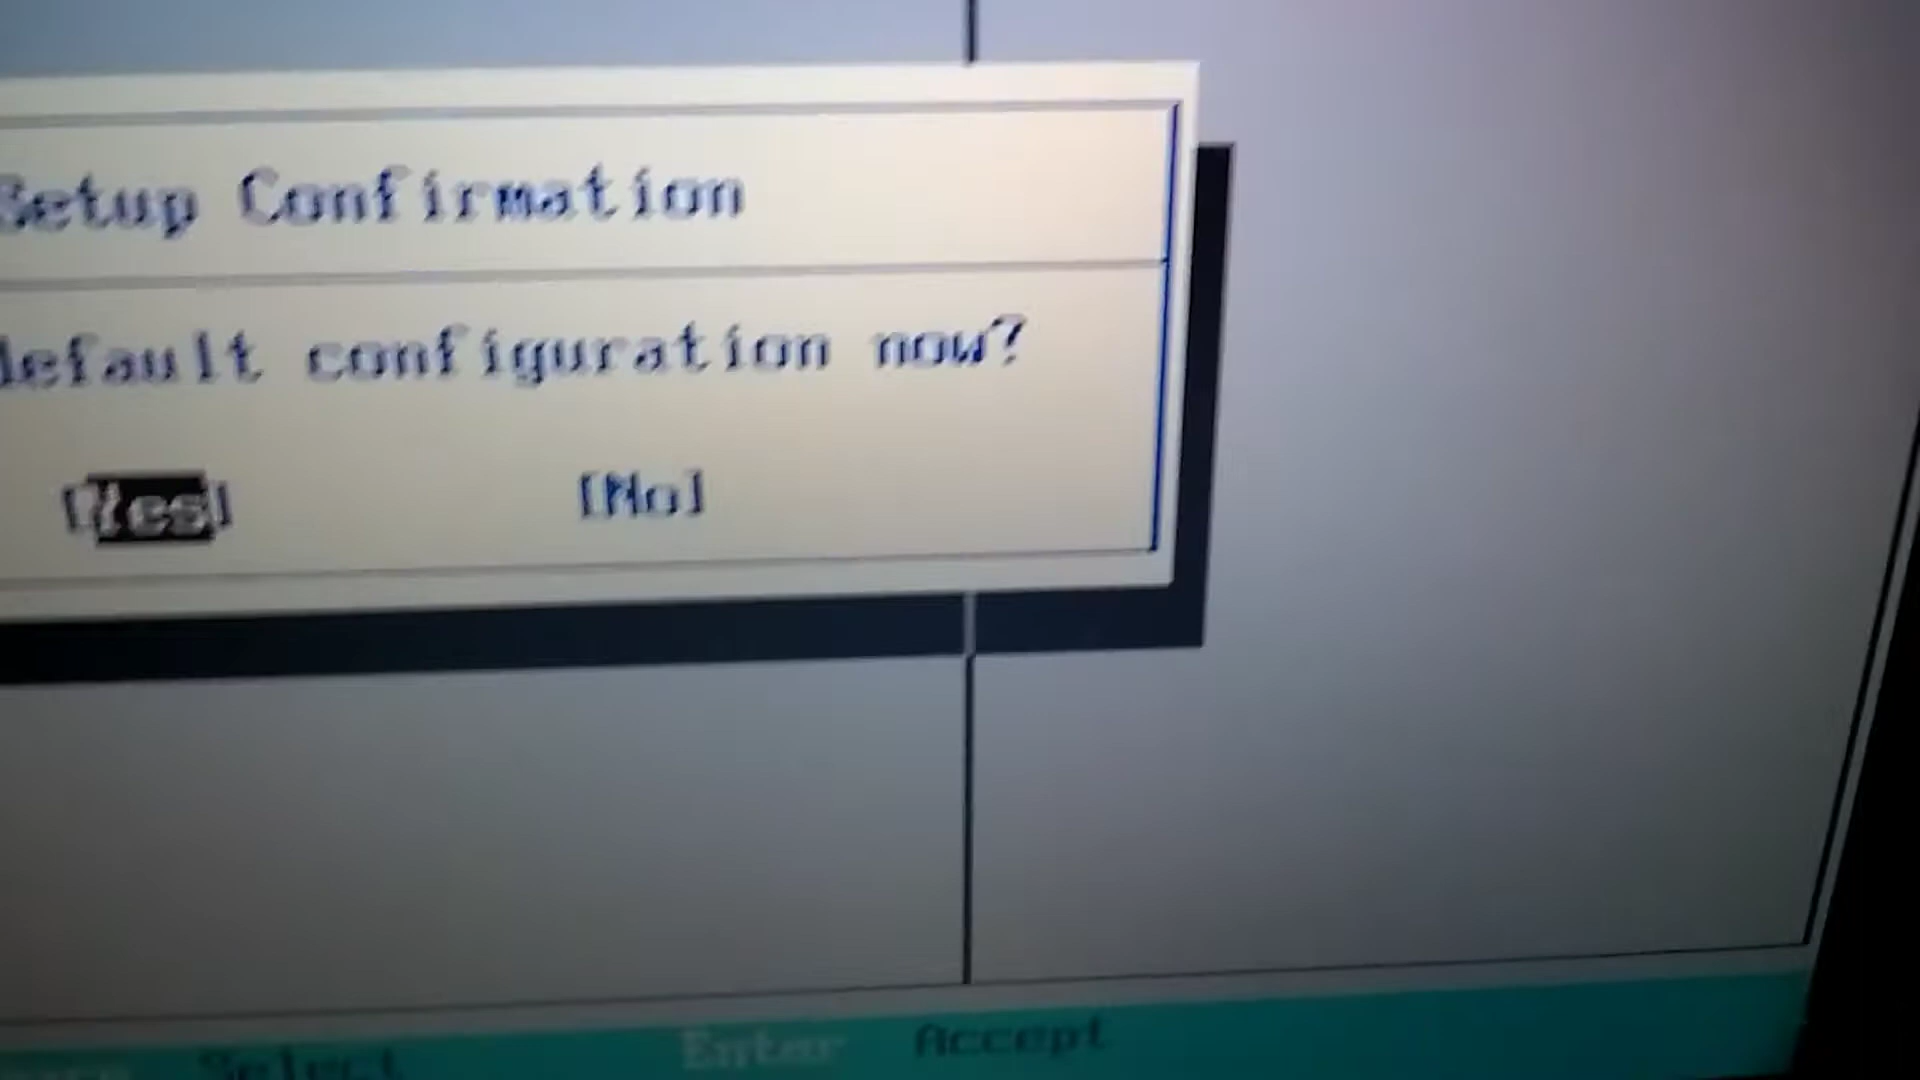 Setup Confirmation
default configuration now?
[Yes] [No]
Select Enter Accept